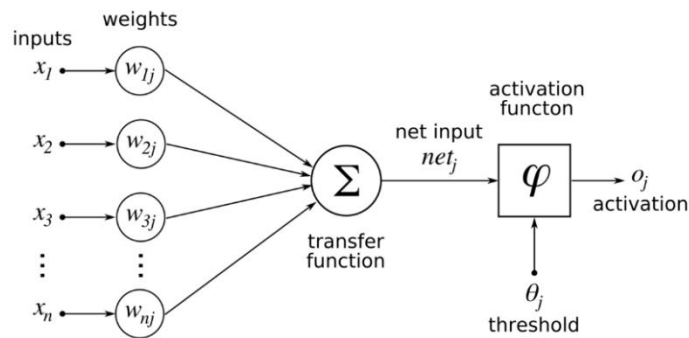 weights
inputs
x₁
w₁ⱼ
activation
functon
x₂
w₂ⱼ
net input
netⱼ
Σ
φ
oⱼ
activation
x₃
w₃ⱼ
transfer
function
⋮ ⋮
θⱼ
threshold
xₙ
wₙⱼ